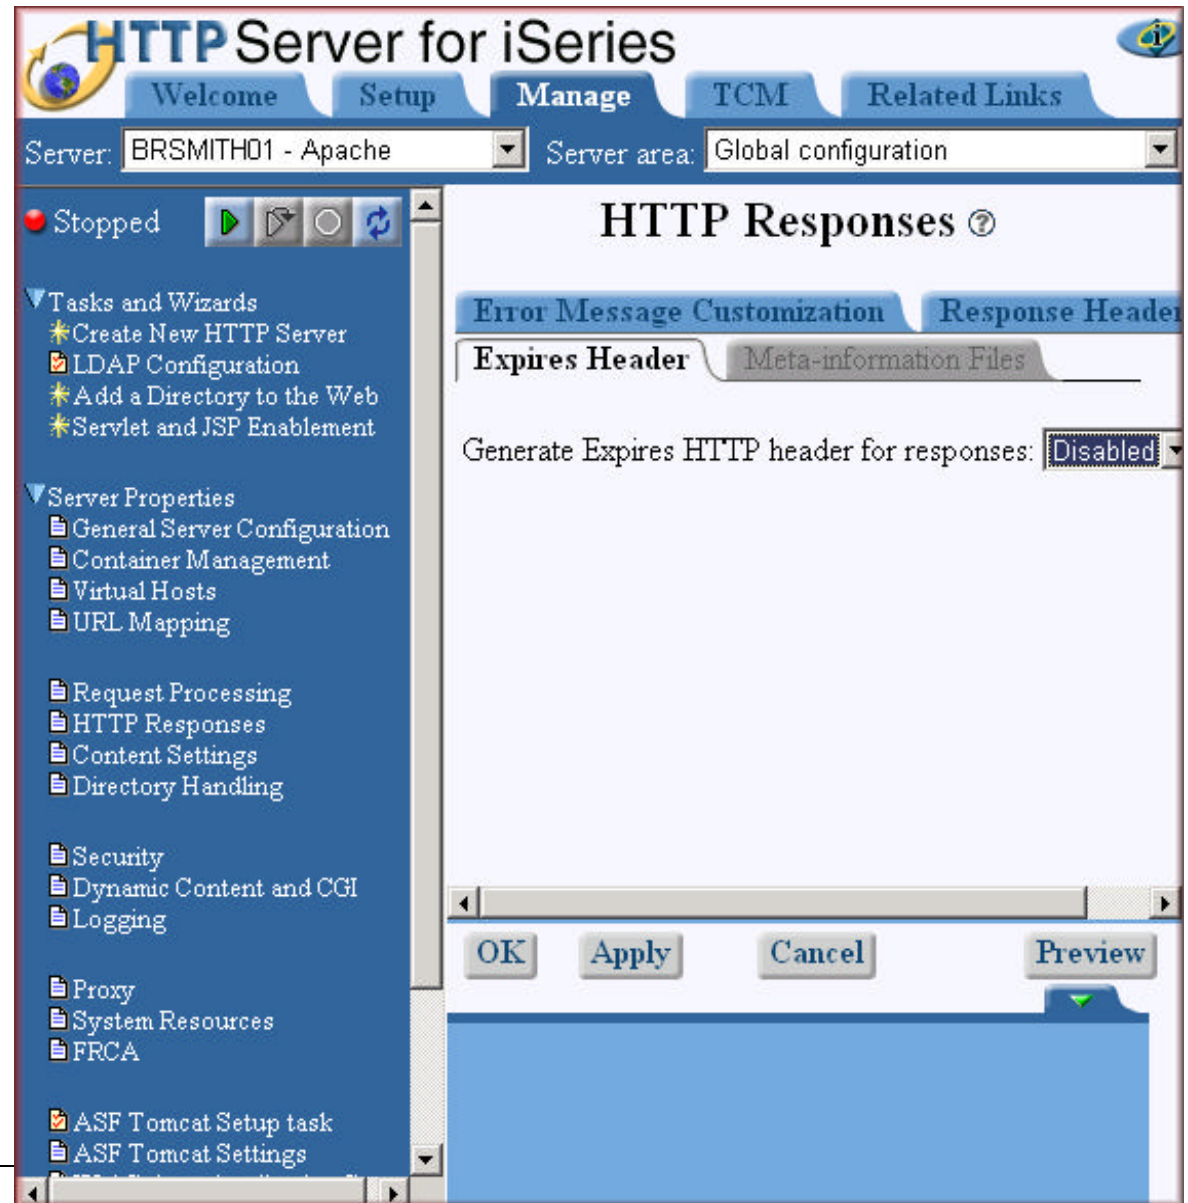 HTTP Server for iSeries
Welcome Setup Manage TCM Related Links
Server: BRSMITH01 - Apache Server area: Global configuration
Stopped
Tasks and Wizards
Create New HTTP Server
LDAP Configuration
Add a Directory to the Web
Servlet and JSP Enablement
Server Properties
General Server Configuration
Container Management
Virtual Hosts
URL Mapping
Request Processing
HTTP Responses
Content Settings
Directory Handling
Security
Dynamic Content and CGI
Logging
Proxy
System Resources
FRCA
ASF Tomcat Setup task
ASF Tomcat Settings
HTTP Responses ?
Error Message Customization Response Header
Expires Header Meta-information Files
Generate Expires HTTP header for responses: Disabled
OK Apply Cancel Preview